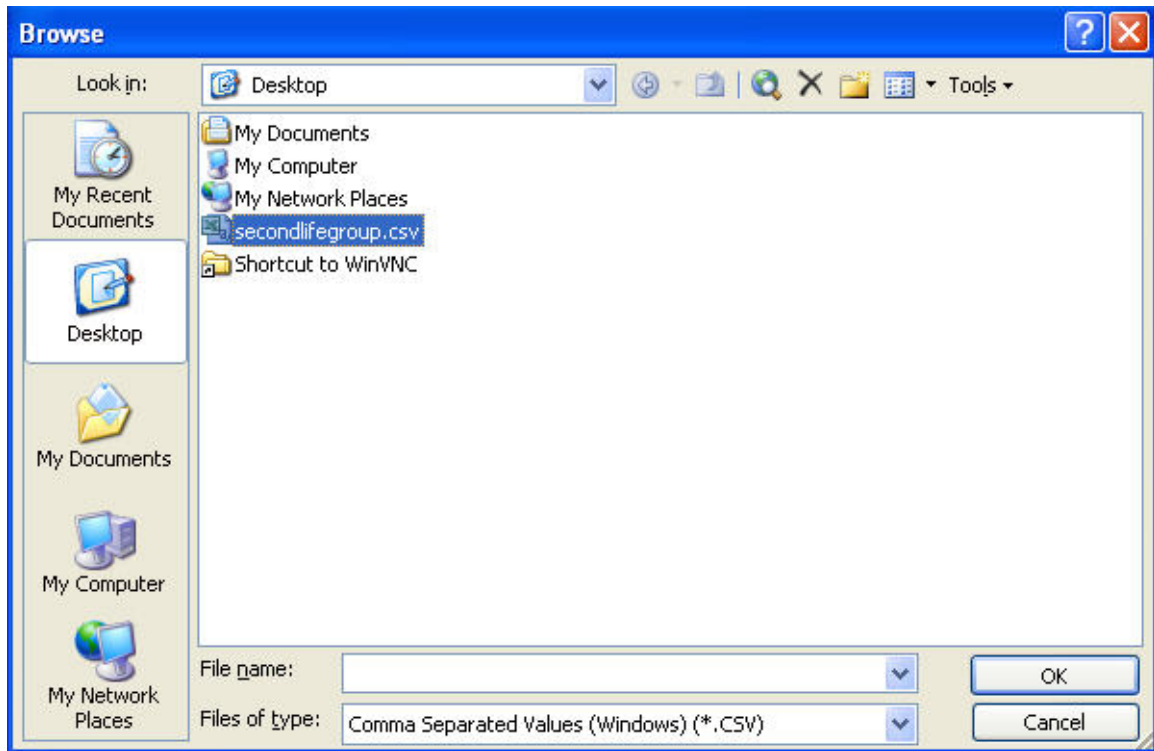 Browse
Look in:
Desktop
Tools
My Recent
Documents
Desktop
My Documents
My Computer
My Network
Places
My Documents
My Computer
My Network Places
secondlifegroup.csv
Shortcut to WinVNC
File name:
OK
Files of type:
Comma Separated Values (Windows) (*.CSV)
Cancel